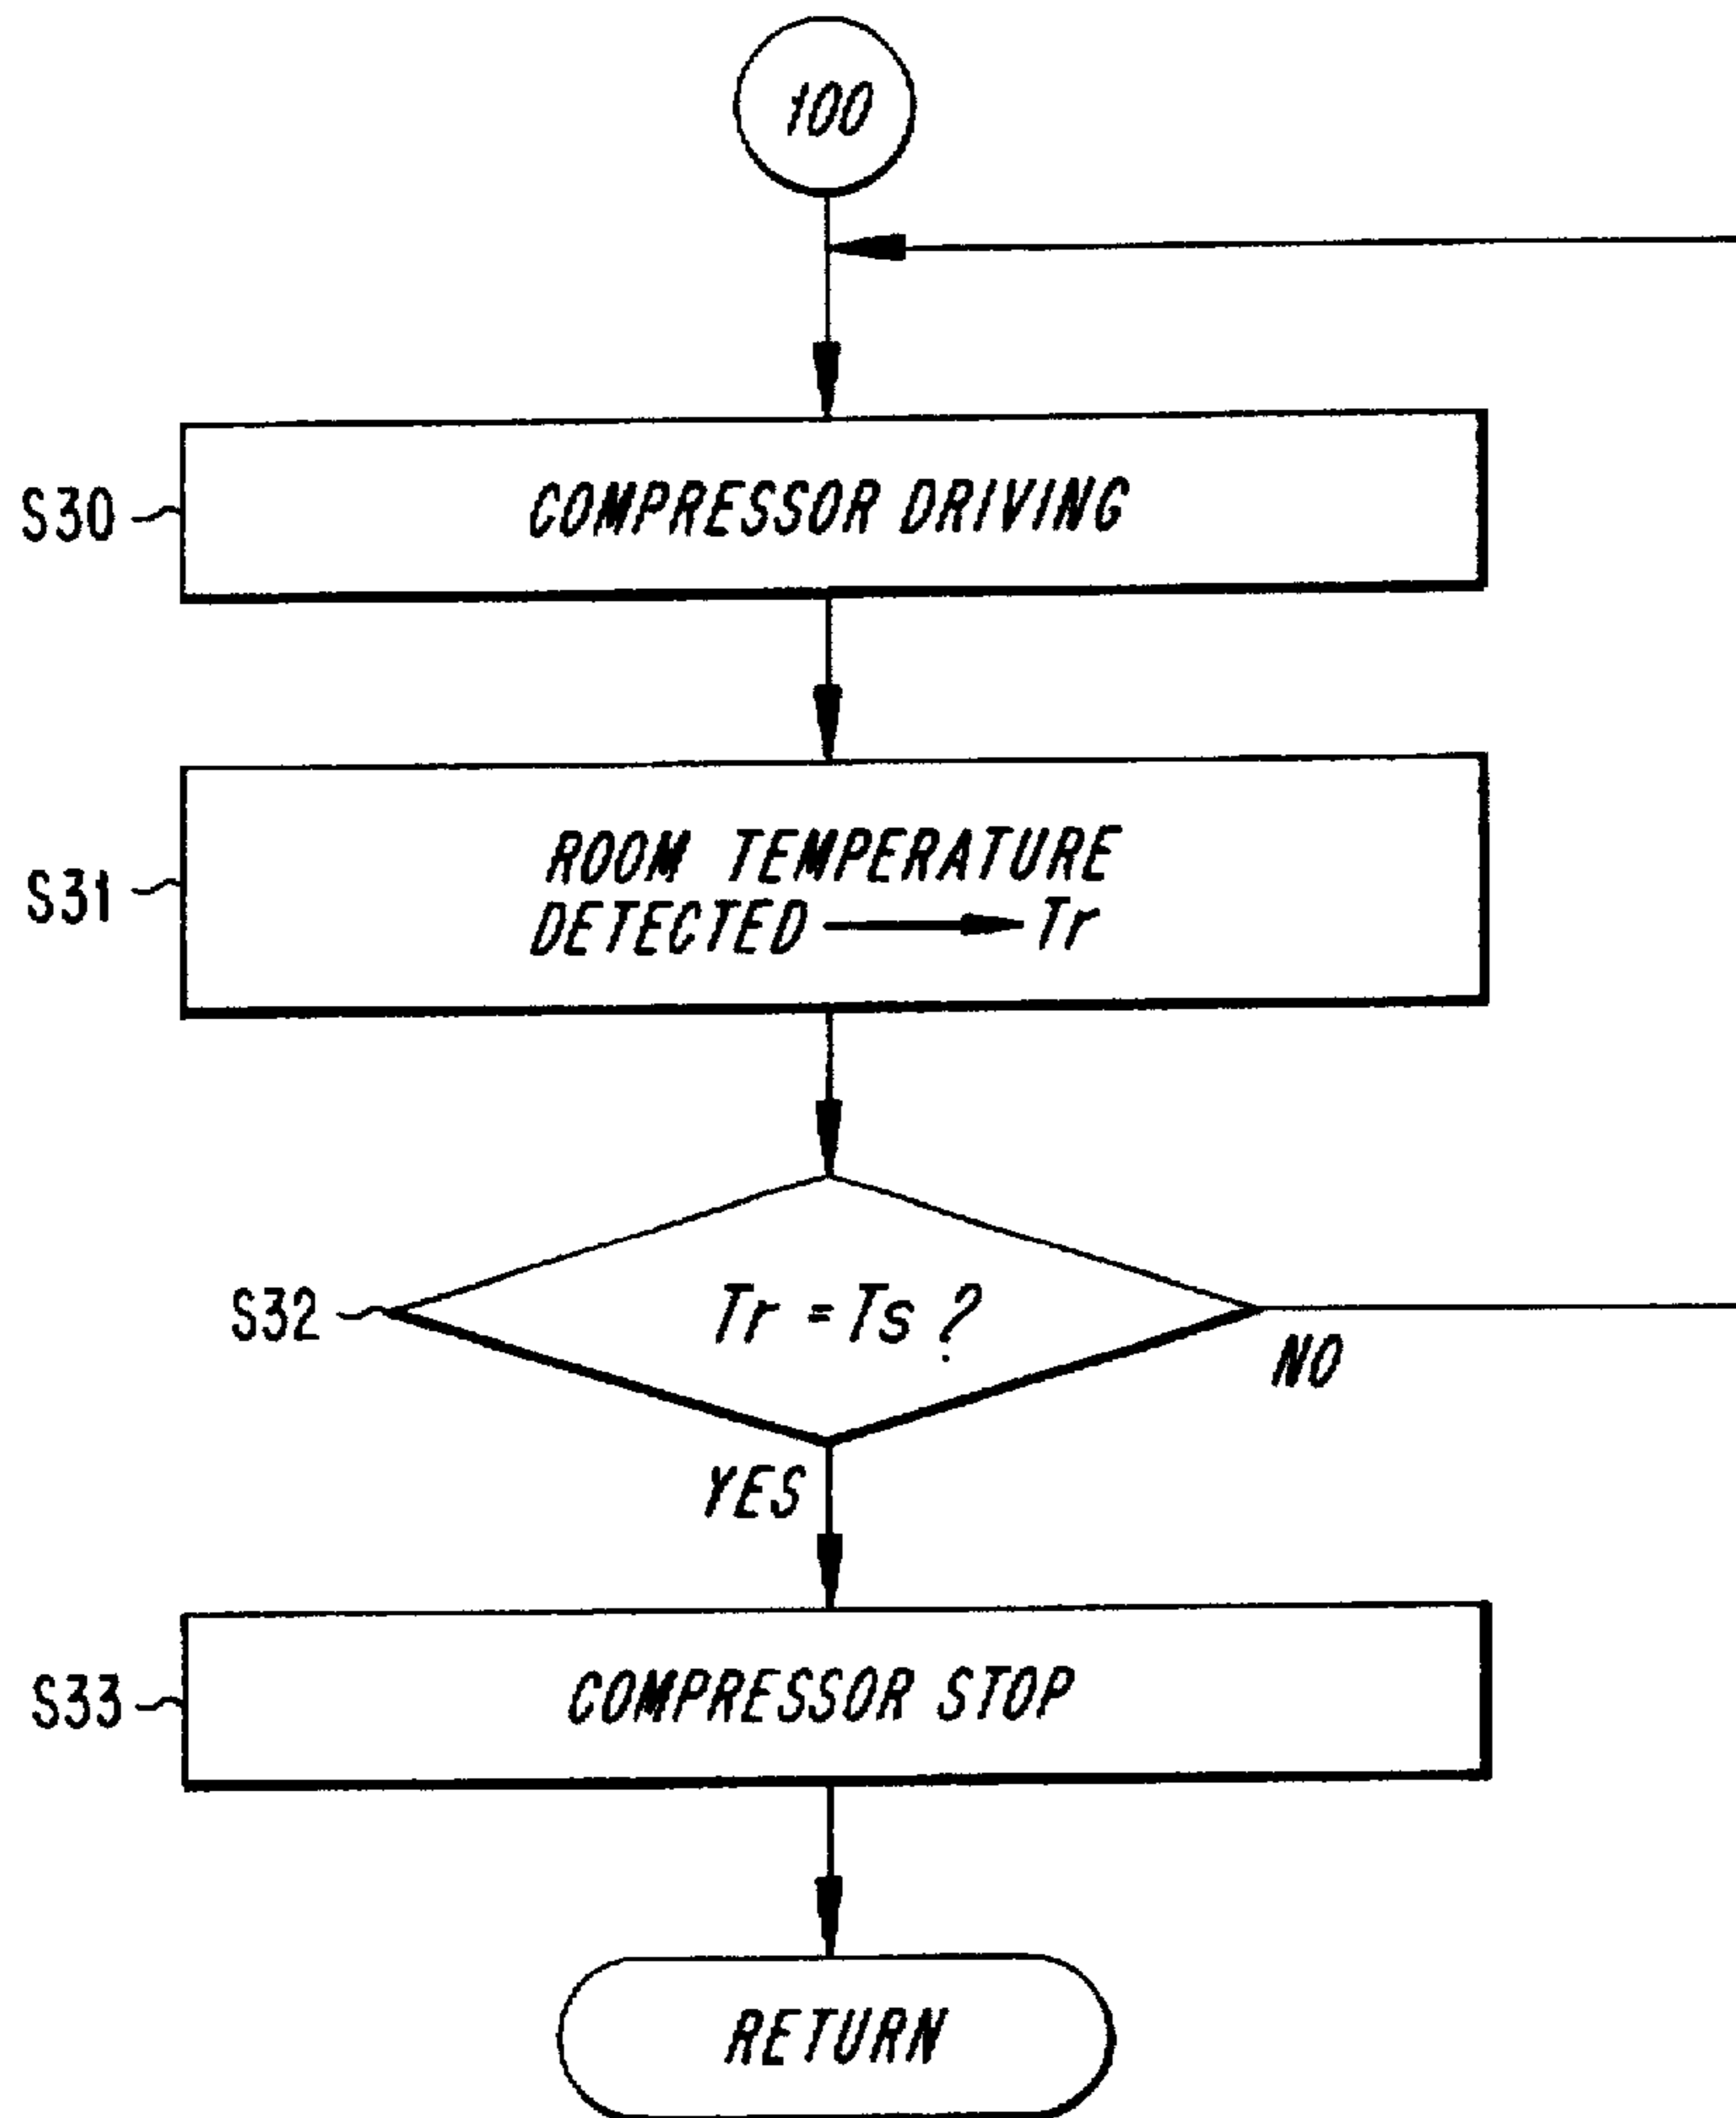 100
S30
COMPRESSOR DRIVING
S31
ROOM TEMPERATURE
DETECTED → Tr
S32
Tr = Ts ?
NO
YES
S33
COMPRESSOR STOP
RETURN